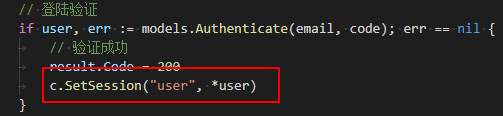 // 登陆验证
if user, err := models.Authenticate(email, code); err == nil {
// 验证成功
result.Code = 200
c.SetSession("user", *user)
}